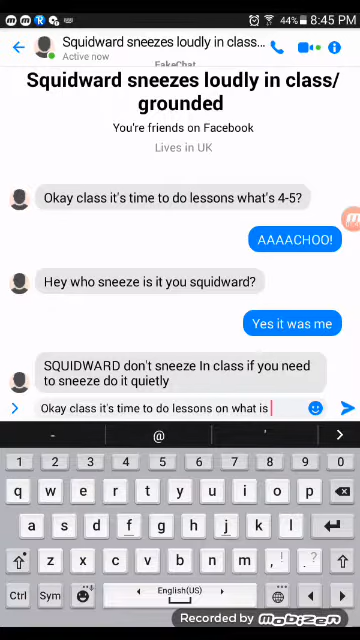 44% 8:45 PM
Squidward sneezes loudly in class...
Active now
FakeChat
Squidward sneezes loudly in class/
grounded
You're friends on Facebook
Lives in UK
Okay class it's time to do lessons what's 4-5?
AAAACHOO!
Hey who sneeze is it you squidward?
Yes it was me
SQUIDWARD don't sneeze In class if you need
to sneeze do it quietly
Okay class it's time to do lessons on what is
- @ '
1 2 3 4 5 6 7 8 9 0
q w e r t y u i o p
a s d f g h j k l
z x c v b n m , ! . ?
Ctrl Sym English(US)
Recorded by mobizen